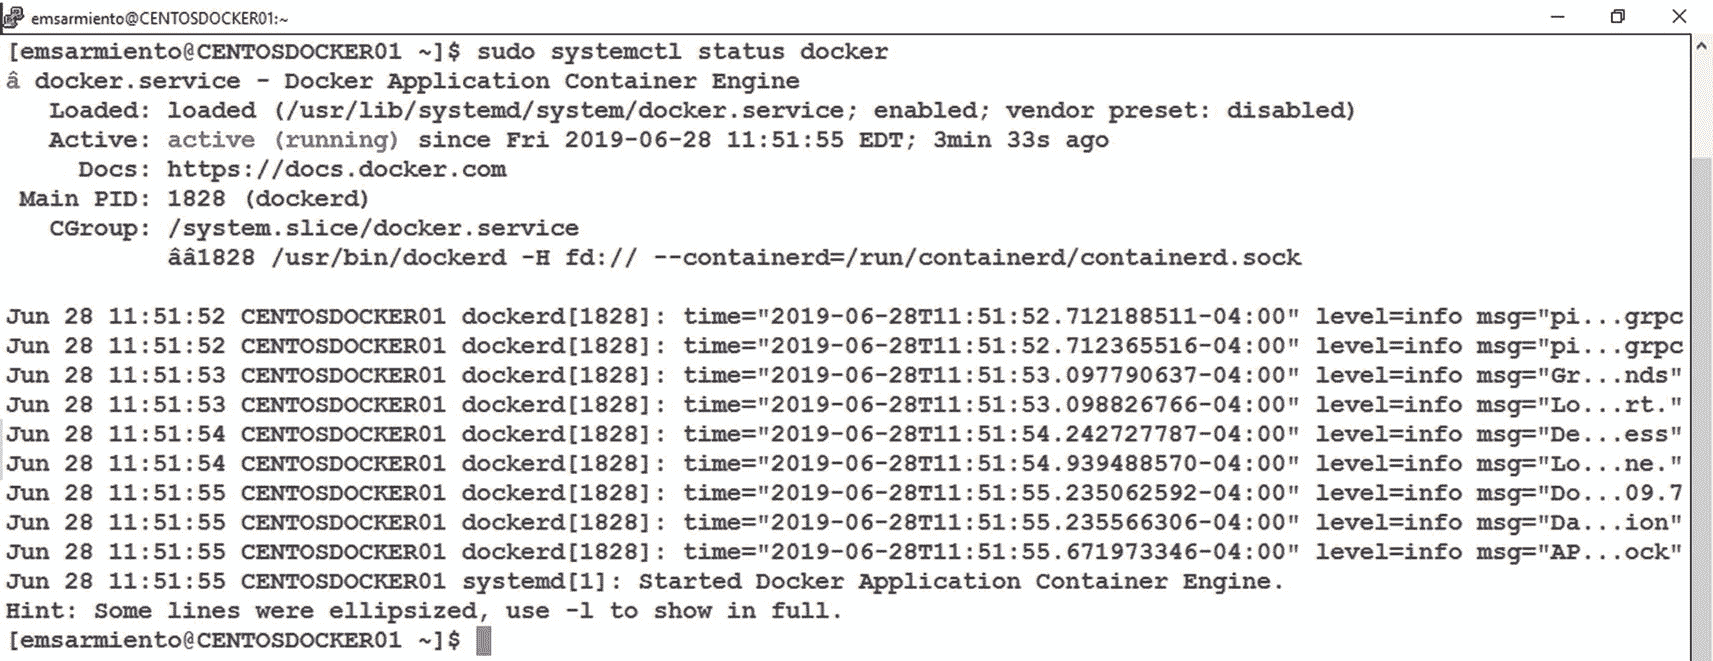 emsarmiento@CENTOSDOCKER01:~
[emsarmiento@CENTOSDOCKER01 ~]$ sudo systemctl status docker
â docker.service - Docker Application Container Engine
   Loaded: loaded (/usr/lib/systemd/system/docker.service; enabled; vendor preset: disabled)
   Active: active (running) since Fri 2019-06-28 11:51:55 EDT; 3min 33s ago
     Docs: https://docs.docker.com
 Main PID: 1828 (dockerd)
   CGroup: /system.slice/docker.service
           ââ1828 /usr/bin/dockerd -H fd:// --containerd=/run/containerd/containerd.sock

Jun 28 11:51:52 CENTOSDOCKER01 dockerd[1828]: time="2019-06-28T11:51:52.712188511-04:00" level=info msg="pi...grpc
Jun 28 11:51:52 CENTOSDOCKER01 dockerd[1828]: time="2019-06-28T11:51:52.712365516-04:00" level=info msg="pi...grpc
Jun 28 11:51:53 CENTOSDOCKER01 dockerd[1828]: time="2019-06-28T11:51:53.097790637-04:00" level=info msg="Gr...nds"
Jun 28 11:51:53 CENTOSDOCKER01 dockerd[1828]: time="2019-06-28T11:51:53.098826766-04:00" level=info msg="Lo...rt."
Jun 28 11:51:54 CENTOSDOCKER01 dockerd[1828]: time="2019-06-28T11:51:54.242727787-04:00" level=info msg="De...ess"
Jun 28 11:51:54 CENTOSDOCKER01 dockerd[1828]: time="2019-06-28T11:51:54.939488570-04:00" level=info msg="Lo...ne."
Jun 28 11:51:55 CENTOSDOCKER01 dockerd[1828]: time="2019-06-28T11:51:55.235062592-04:00" level=info msg="Do...09.7
Jun 28 11:51:55 CENTOSDOCKER01 dockerd[1828]: time="2019-06-28T11:51:55.235566306-04:00" level=info msg="Da...ion"
Jun 28 11:51:55 CENTOSDOCKER01 dockerd[1828]: time="2019-06-28T11:51:55.671973346-04:00" level=info msg="AP...ock"
Jun 28 11:51:55 CENTOSDOCKER01 systemd[1]: Started Docker Application Container Engine.
Hint: Some lines were ellipsized, use -l to show in full.
[emsarmiento@CENTOSDOCKER01 ~]$